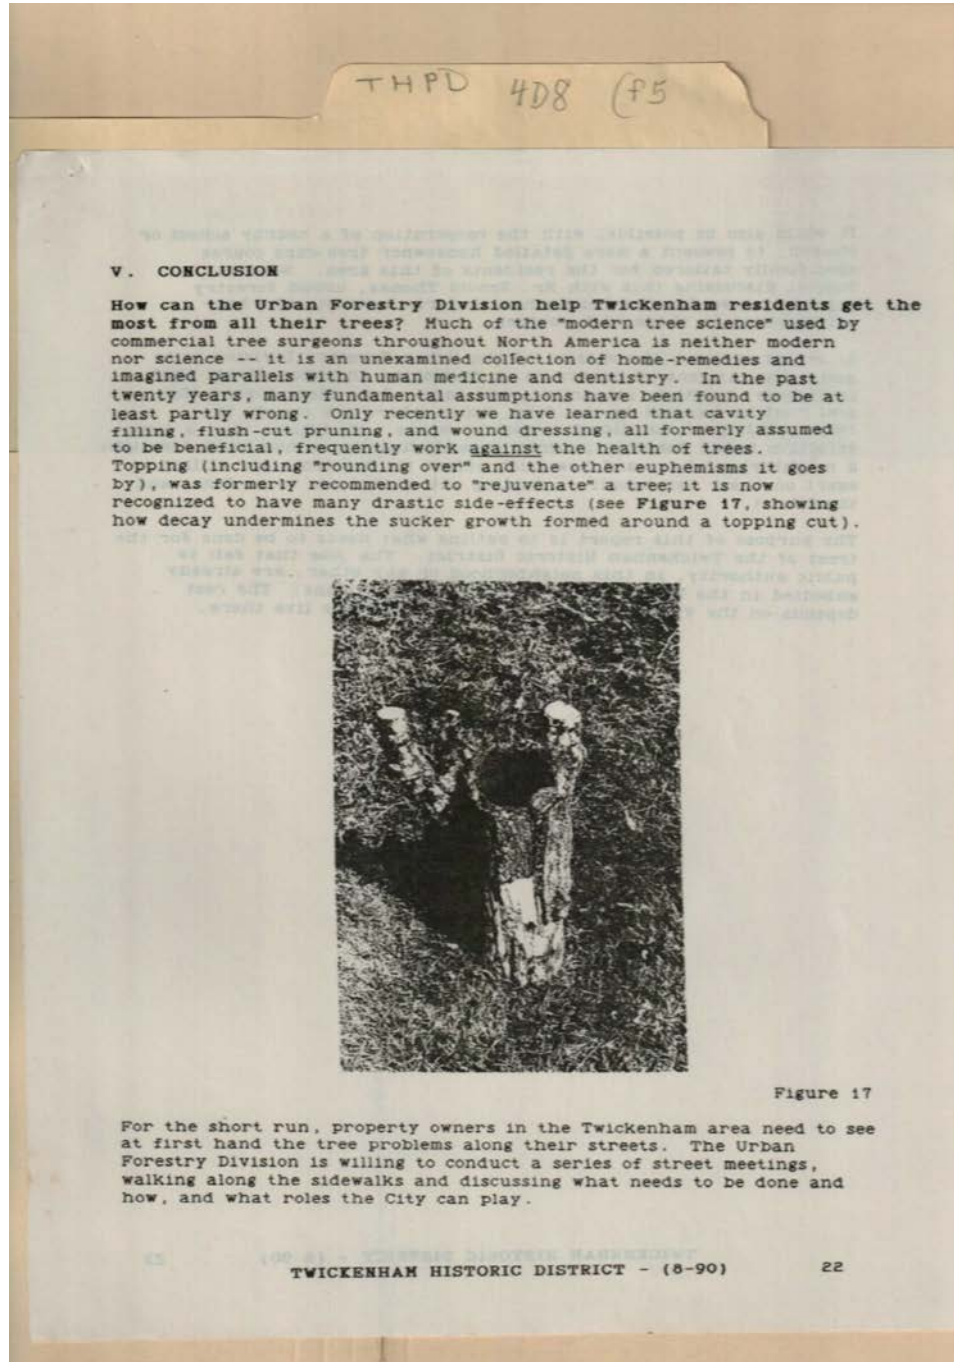 THPD 4D8 (f5
V. CONCLUSION
How can the Urban Forestry Division help Twickenham residents get the
most from all their trees? Much of the "modern tree science" used by
commercial tree surgeons throughout North America is neither modern
nor science -- it is an unexamined collection of home-remedies and
imagined parallels with human medicine and dentistry. In the past
twenty years, many fundamental assumptions have been found to be at
least partly wrong. Only recently we have learned that cavity
filling, flush-cut pruning, and wound dressing, all formerly assumed
to be beneficial, frequently work against the health of trees.
Topping (including "rounding over" and the other euphemisms it goes
by), was formerly recommended to "rejuvenate" a tree; it is now
recognized to have many drastic side-effects (see Figure 17, showing
how decay undermines the sucker growth formed around a topping cut).
Figure 17
For the short run, property owners in the Twickenham area need to see
at first hand the tree problems along their streets. The Urban
Forestry Division is willing to conduct a series of street meetings,
walking along the sidewalks and discussing what needs to be done and
how, and what roles the City can play.
TWICKENHAM HISTORIC DISTRICT - (8-90) 22